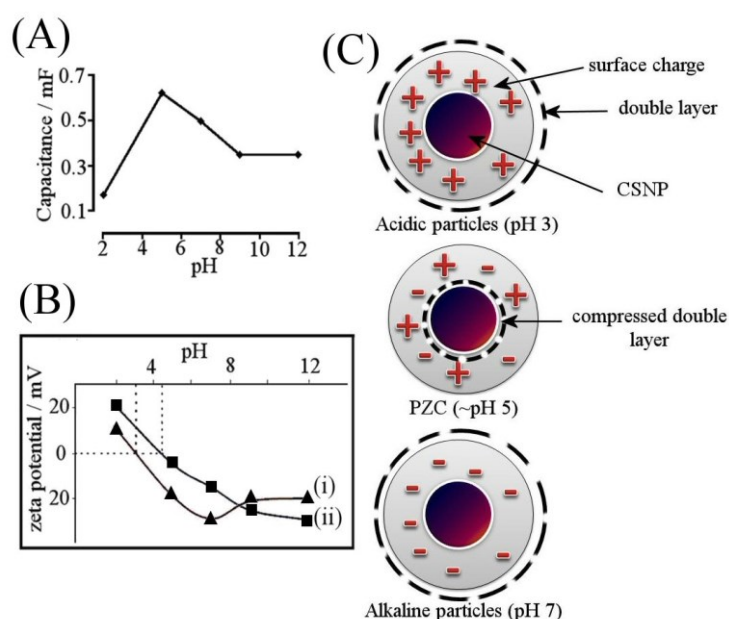 (A)
Capacitance / mF
0.7
0.5
0.3
0.1
2 4 6 8 10 12
pH
(B)
pH
4 8 12
zeta potential / mV
20
0
20
(i)
(ii)
(C)
surface charge
double layer
CSNP
Acidic particles (pH 3)
compressed double
layer
PZC (~pH 5)
Alkaline particles (pH 7)